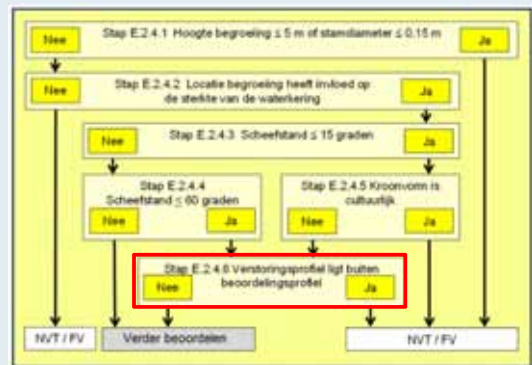 Stap E.2.4.1 Hoogte begroeiing ≤ 5 m of stamdiameter ≤ 0,15 m
Nee
Ja
Stap E.2.4.2 Locatie begroeiing heeft invloed op
de sterkte van de waterkering
Nee
Ja
Stap E.2.4.3 Scheefstand ≤ 15 graden
Nee
Ja
Stap E.2.4.4
Scheefstand ≤ 60 graden
Nee
Ja
Stap E.2.4.5 Kroonvorm is
cultuurlijk
Nee
Ja
Stap E.2.4.6 Verstoringsprofiel ligt buiten
beoordelingsprofiel
Nee
Ja
NVT / FV
Verder beoordelen
NVT / FV